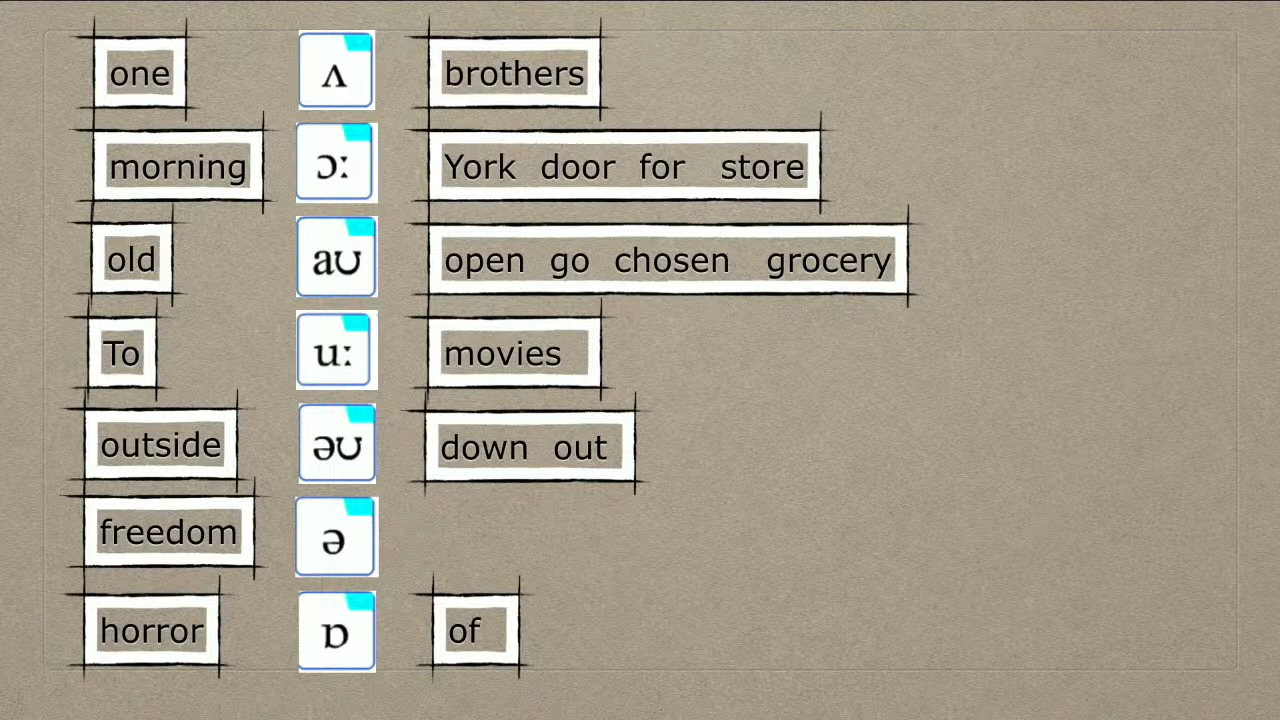 one ʌ brothers
morning ɔː York door for store
old aʊ open go chosen grocery
To uː movies
outside əʊ down out
freedom ə
horror ɒ of